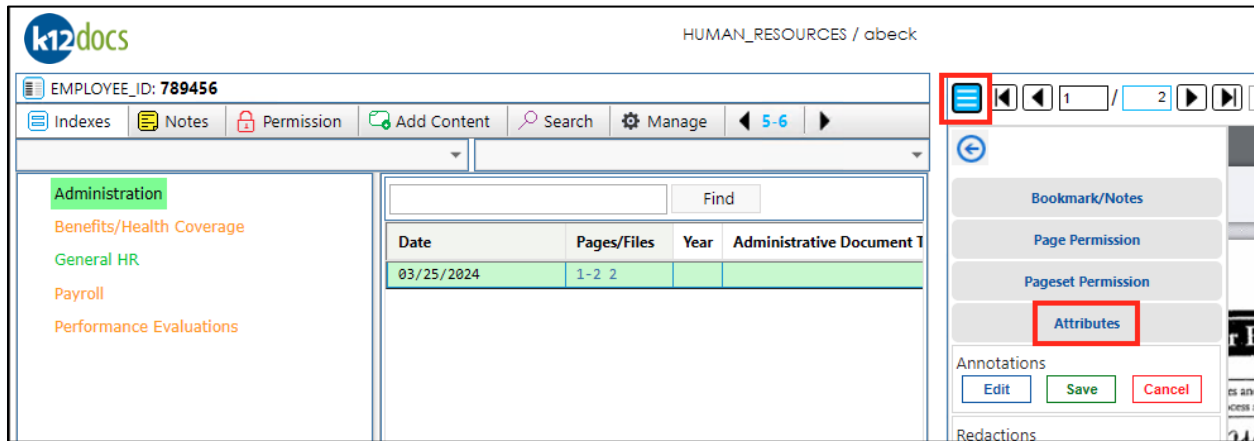 k12docs
HUMAN_RESOURCES / abeck
EMPLOYEE_ID: 789456
Indexes Notes Permission Add Content Search Manage 5-6
1 / 2
Administration
Benefits/Health Coverage
General HR
Payroll
Performance Evaluations
Find
Date Pages/Files Year Administrative Document T
03/25/2024 1-2 2
Bookmark/Notes
Page Permission
Pageset Permission
Attributes
Annotations
Edit Save Cancel
Redactions